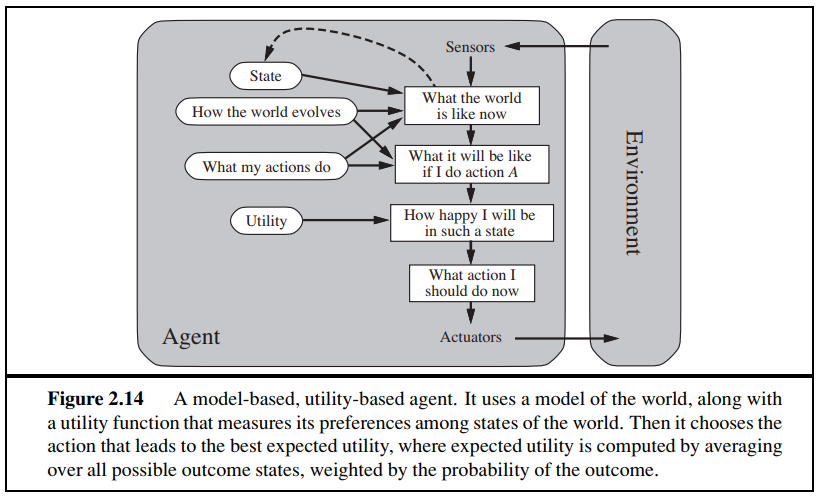 Sensors
State
What the world
is like now
How the world evolves
What it will be like
if I do action A
What my actions do
How happy I will be
in such a state
Utility
What action I
should do now
Agent
Actuators
Environment
Figure 2.14 A model-based, utility-based agent. It uses a model of the world, along with
a utility function that measures its preferences among states of the world. Then it chooses the
action that leads to the best expected utility, where expected utility is computed by averaging
over all possible outcome states, weighted by the probability of the outcome.